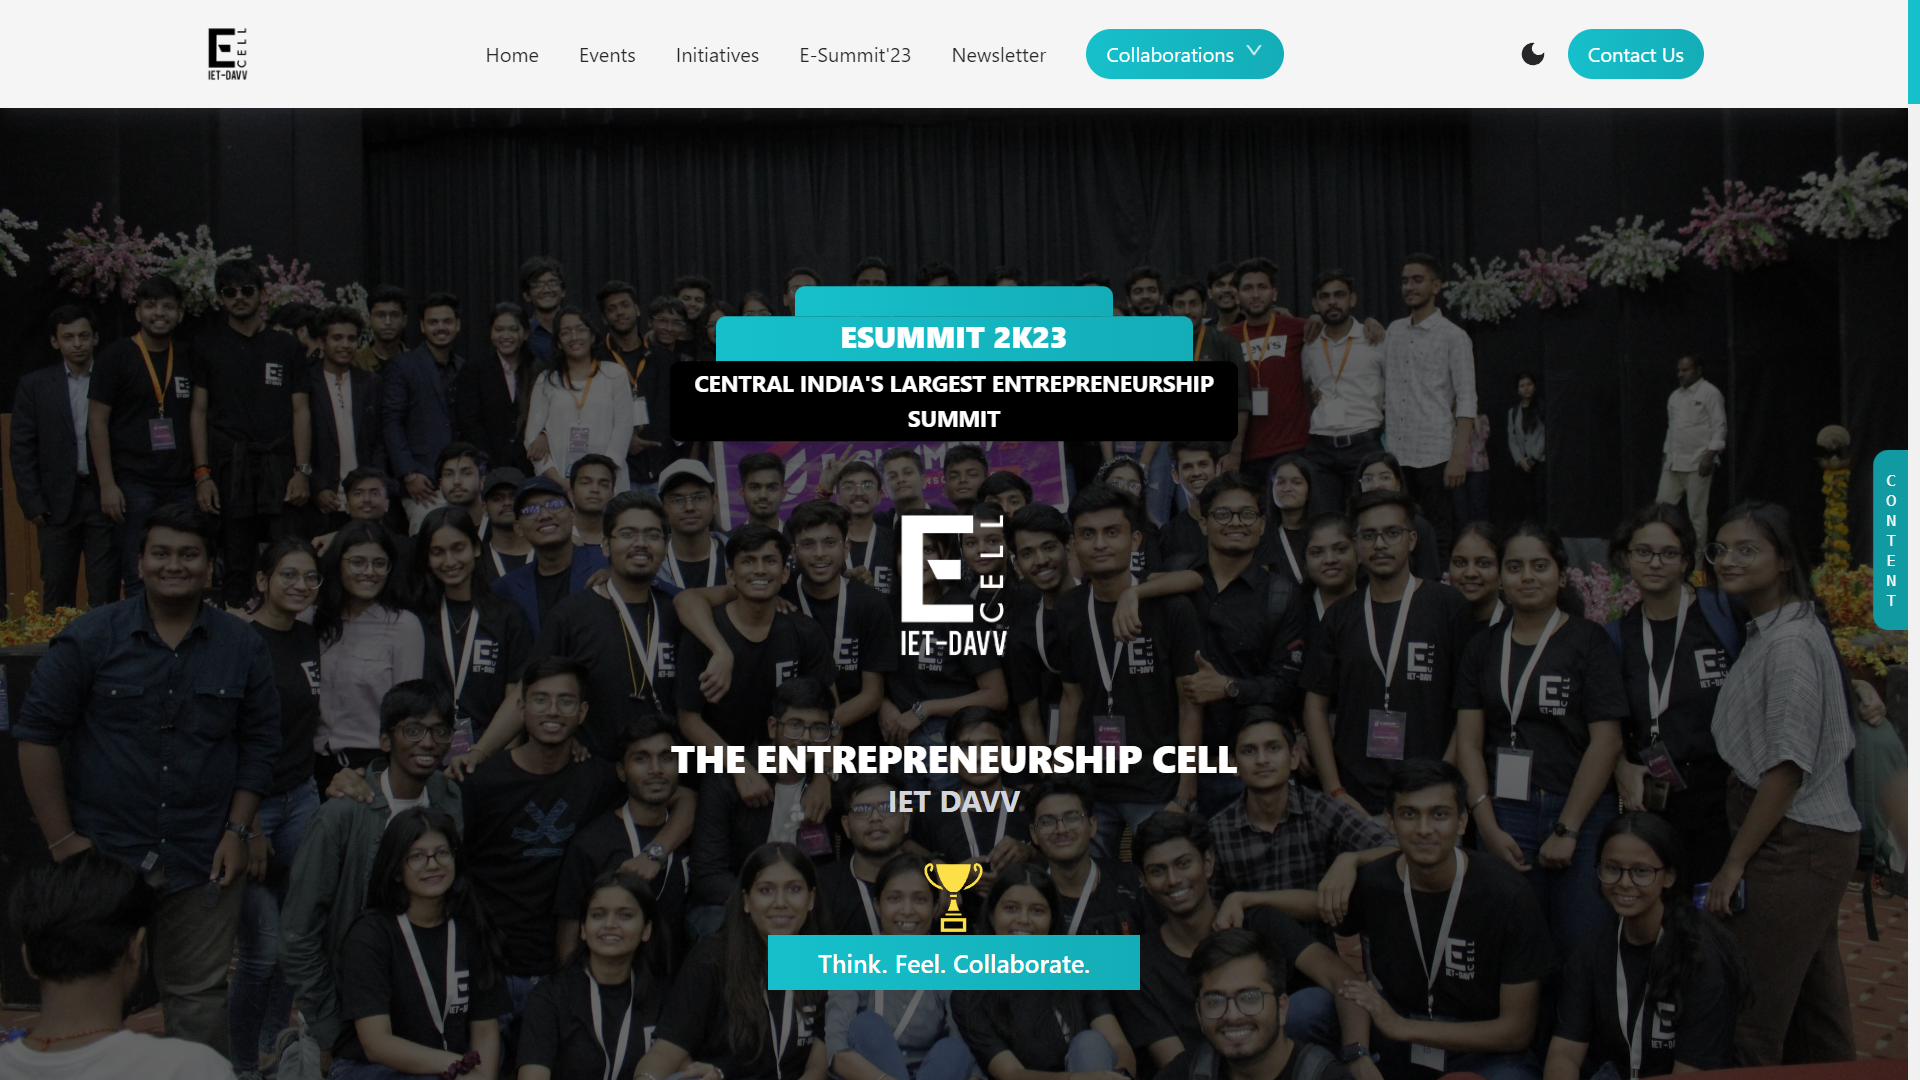 E CELL
IET-DAVV
Home
Events
Initiatives
E-Summit'23
Newsletter
Collaborations
Contact Us
ESUMMIT 2K23
CENTRAL INDIA'S LARGEST ENTREPRENEURSHIP
SUMMIT
E CELL
IET-DAVV
THE ENTREPRENEURSHIP CELL
IET DAVV
Think. Feel. Collaborate.
CONTENT